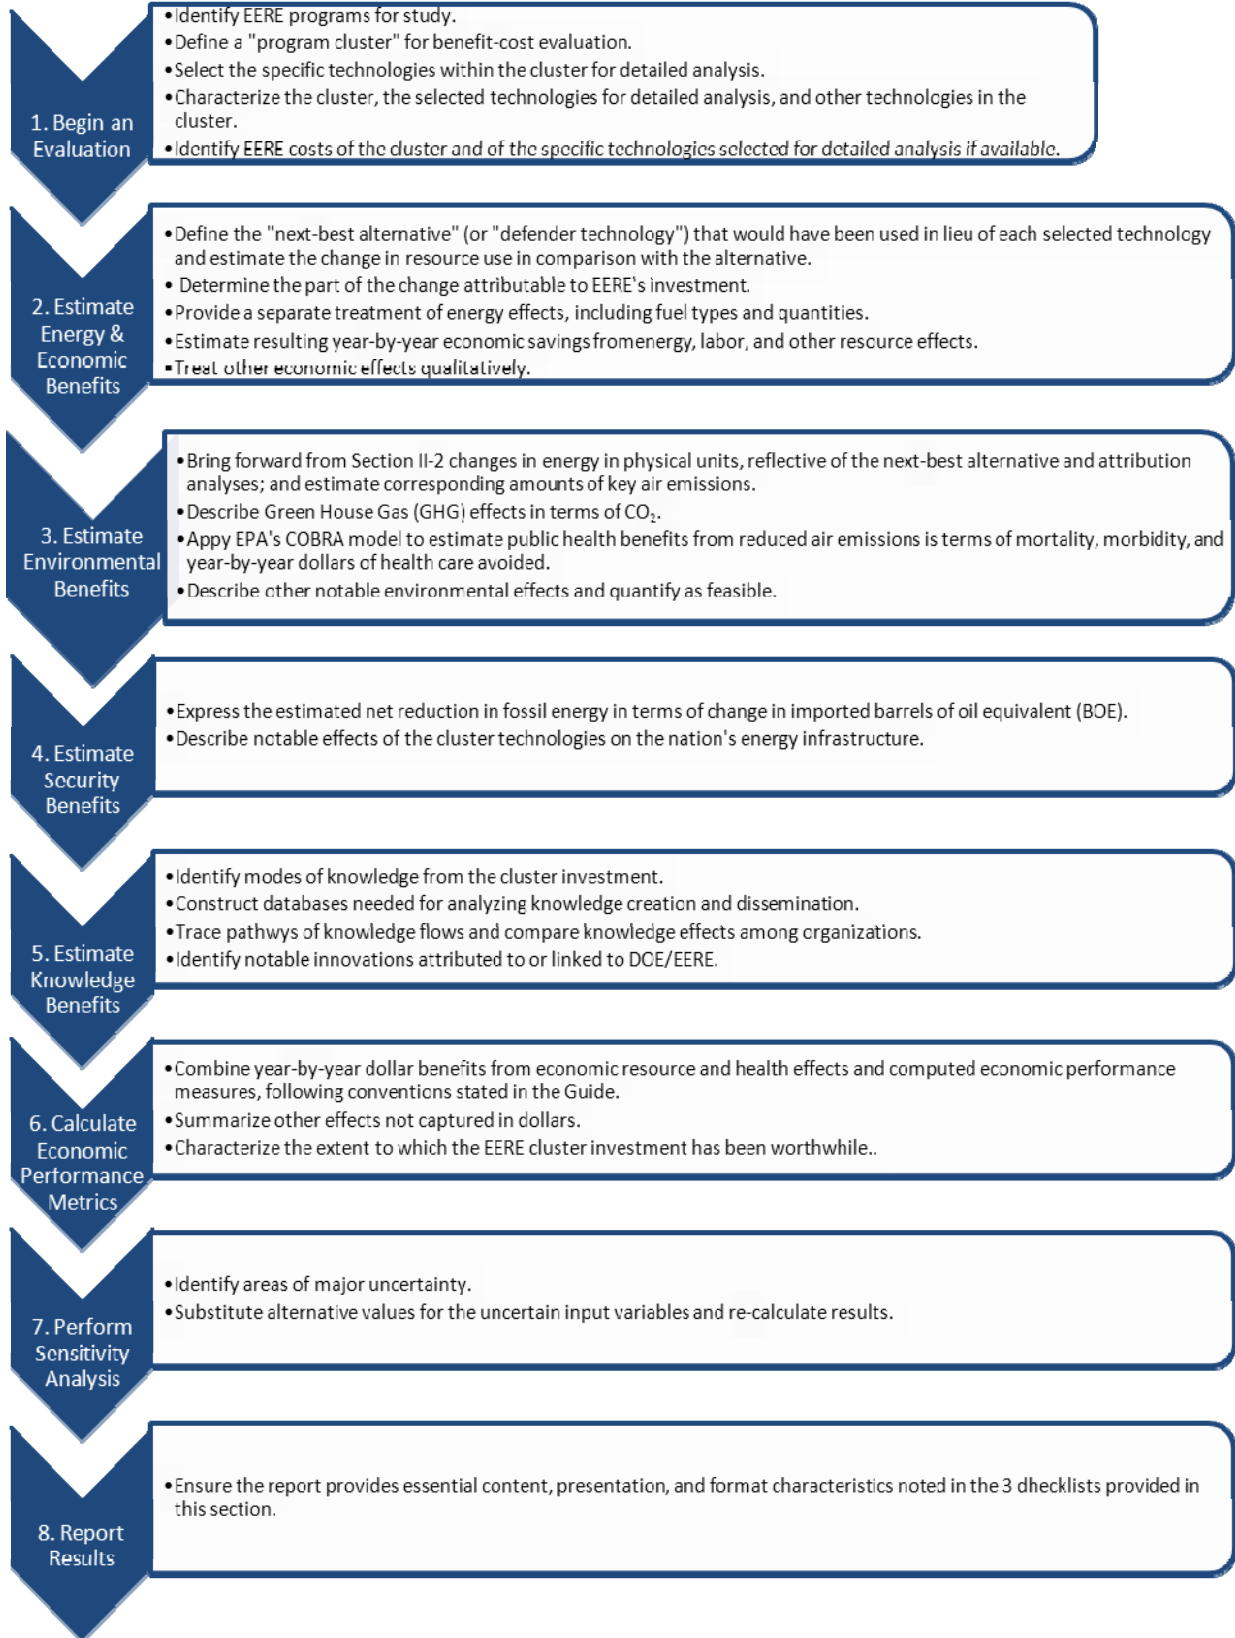 1. Begin an
Evaluation
•Identify EERE programs for study.
•Define a "program cluster" for benefit-cost evaluation.
•Select the specific technologies within the cluster for detailed analysis.
•Characterize the cluster, the selected technologies for detailed analysis, and other technologies in the
cluster.
•Identify EERE costs of the cluster and of the specific technologies selected for detailed analysis if available.
2. Estimate
Energy &
Economic
Benefits
•Define the "next-best alternative" (or "defender technology") that would have been used in lieu of each selected technology
and estimate the change in resource use in comparison with the alternative.
• Determine the part of the change attributable to EERE's investment.
•Provide a separate treatment of energy effects, including fuel types and quantities.
•Estimate resulting year-by-year economic savings fromenergy, labor, and other resource effects.
•Treat other economic effects qualitatively.
3. Estimate
Environmental
Benefits
•Bring forward from Section II-2 changes in energy in physical units, reflective of the next-best alternative and attribution
analyses; and estimate corresponding amounts of key air emissions.
•Describe Green House Gas (GHG) effects in terms of CO₂.
•Appy EPA's COBRA model to estimate public health benefits from reduced air emissions is terms of mortality, morbidity, and
year-by-year dollars of health care avoided.
•Describe other notable environmental effects and quantify as feasible.
4. Estimate
Security
Benefits
•Express the estimated net reduction in fossil energy in terms of change in imported barrels of oil equivalent (BOE).
•Describe notable effects of the cluster technologies on the nation's energy infrastructure.
5. Estimate
Knowledge
Benefits
•Identify modes of knowledge from the cluster investment.
•Construct databases needed for analyzing knowledge creation and dissemination.
•Trace pathwys of knowledge flows and compare knowledge effects among organizations.
•Identify notable innovations attributed to or linked to DOE/EERE.
6. Calculate
Economic
Performance
Metrics
•Combine year-by-year dollar benefits from economic resource and health effects and computed economic performance
measures, following conventions stated in the Guide.
•Summarize other effects not captured in dollars.
•Characterize the extent to which the EERE cluster investment has been worthwhile..
7. Perform
Sensitivity
Analysis
•Identify areas of major uncertainty.
•Substitute alternative values for the uncertain input variables and re-calculate results.
8. Report
Results
•Ensure the report provides essential content, presentation, and format characteristics noted in the 3 dhecklists provided in
this section.